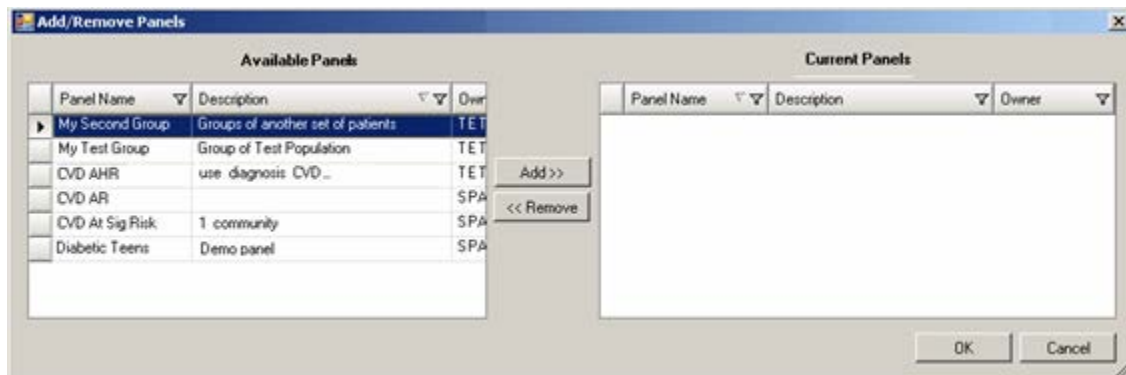 Add/Remove Panels
Available Panels
Current Panels
Panel Name Description Owr
Panel Name Description Owner
My Second Group Groups of another set of patients TET
My Test Group Group of Test Population TET
CVD AHR use diagnosis CVD... TET
CVD AR SPA
CVD At Sig Risk 1 community SPA
Diabetic Teens Demo panel SPA
Add >>
<< Remove
OK Cancel